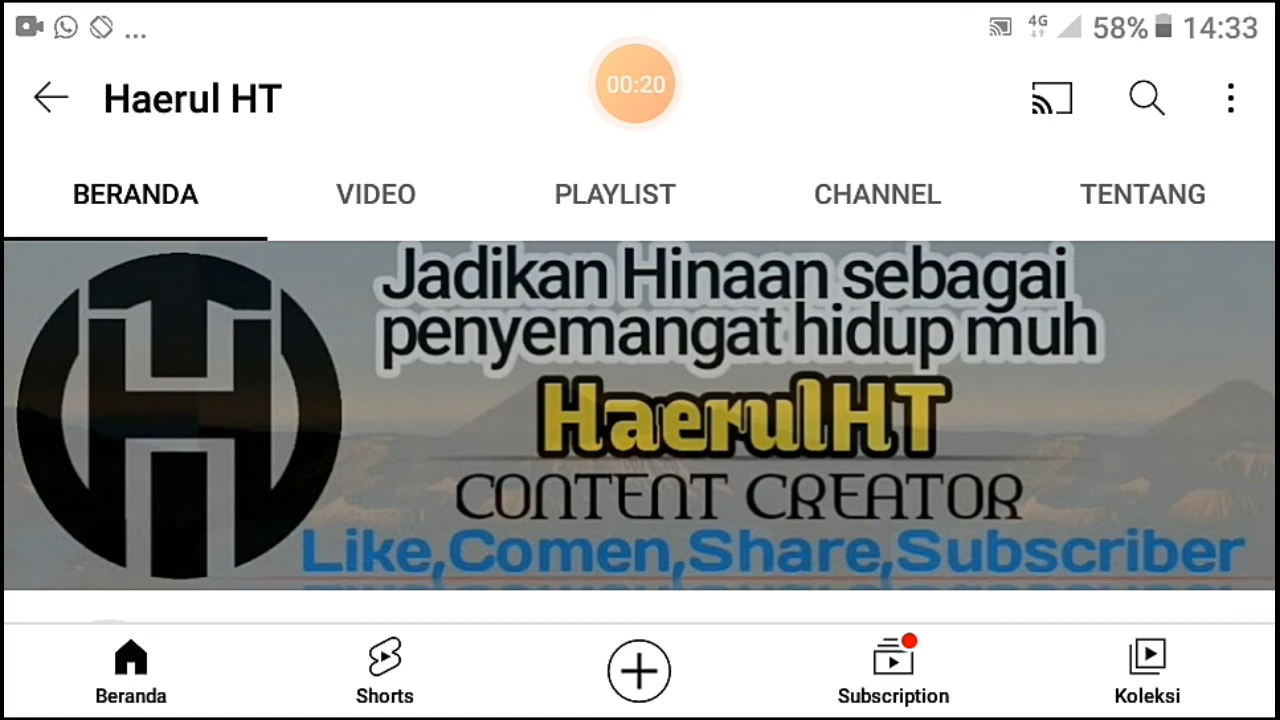 ... 4G 58% 14:33
Haerul HT 00:20
BERANDA VIDEO PLAYLIST CHANNEL TENTANG
Jadikan Hinaan sebagai
penyemangat hidup muh
HaerulHT
CONTENT CREATOR
Like,Comen,Share,Subscriber
Beranda Shorts Subscription Koleksi